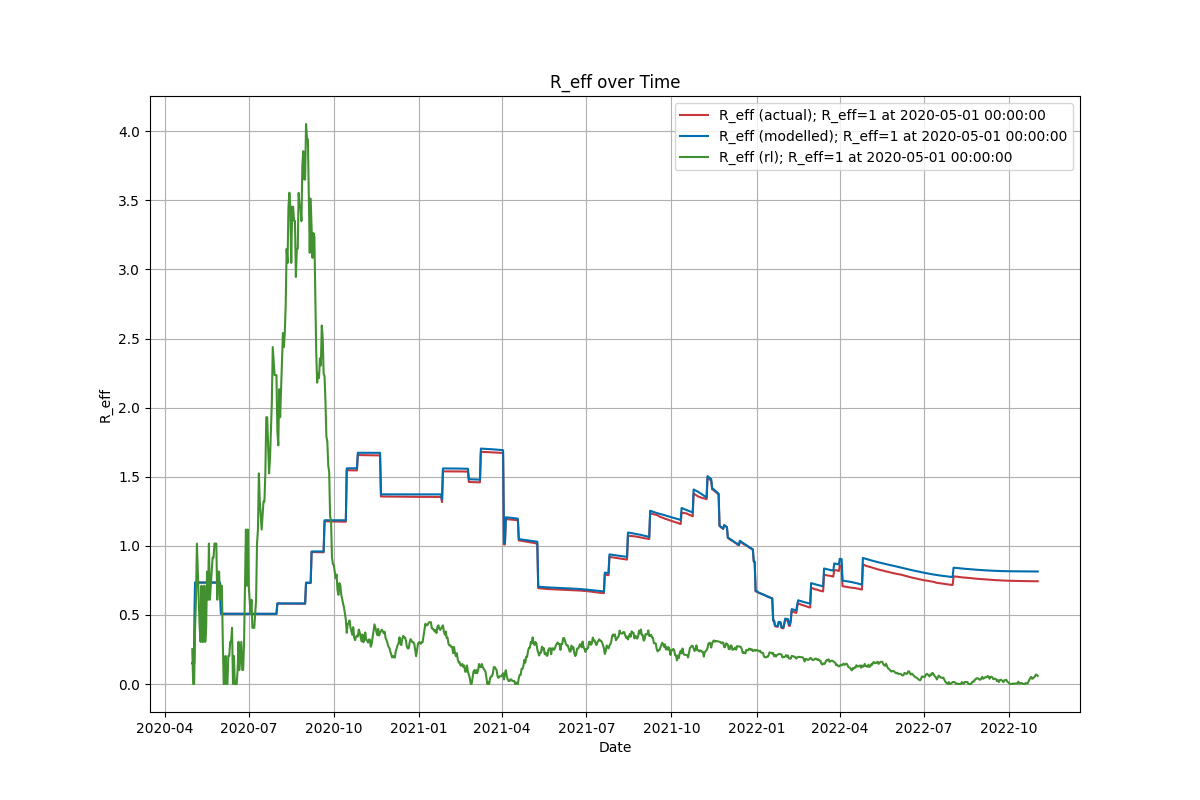 R_eff over Time
R_eff (actual); R_eff=1 at 2020-05-01 00:00:00
R_eff (modelled); R_eff=1 at 2020-05-01 00:00:00
R_eff (rl); R_eff=1 at 2020-05-01 00:00:00
R_eff
4.0
3.5
3.0
2.5
2.0
1.5
1.0
0.5
0.0
2020-04 2020-07 2020-10 2021-01 2021-04 2021-07 2021-10 2022-01 2022-04 2022-07 2022-10
Date